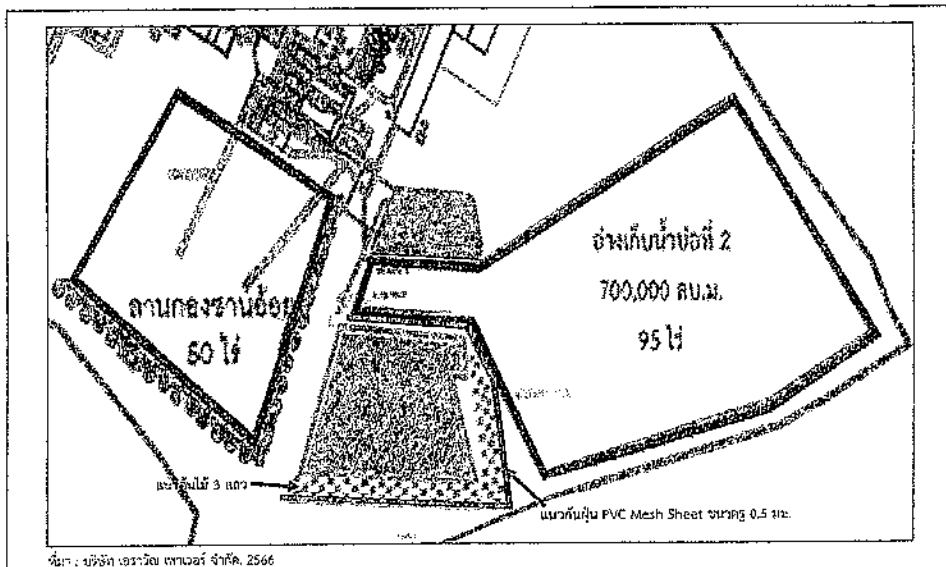 อ่างเก็บน้ำบ่อที่ 2
700,000 ลบ.ม.
95 ไร่
ลานกองชานอ้อย
50 ไร่
แนวต้นไม้ 3 แถว
แนวกันฝุ่น PVC Mesh Sheet ขนาดรู 0.5 มม.
ที่มา : บริษัท เอราวัณ เพาเวอร์ จำกัด, 2566